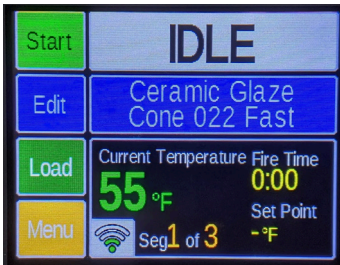 Start
IDLE
Edit
Ceramic Glaze
Cone 022 Fast
Load
Current Temperature
55 °F
Fire Time
0:00
Set Point
- °F
Menu
Seg 1 of 3